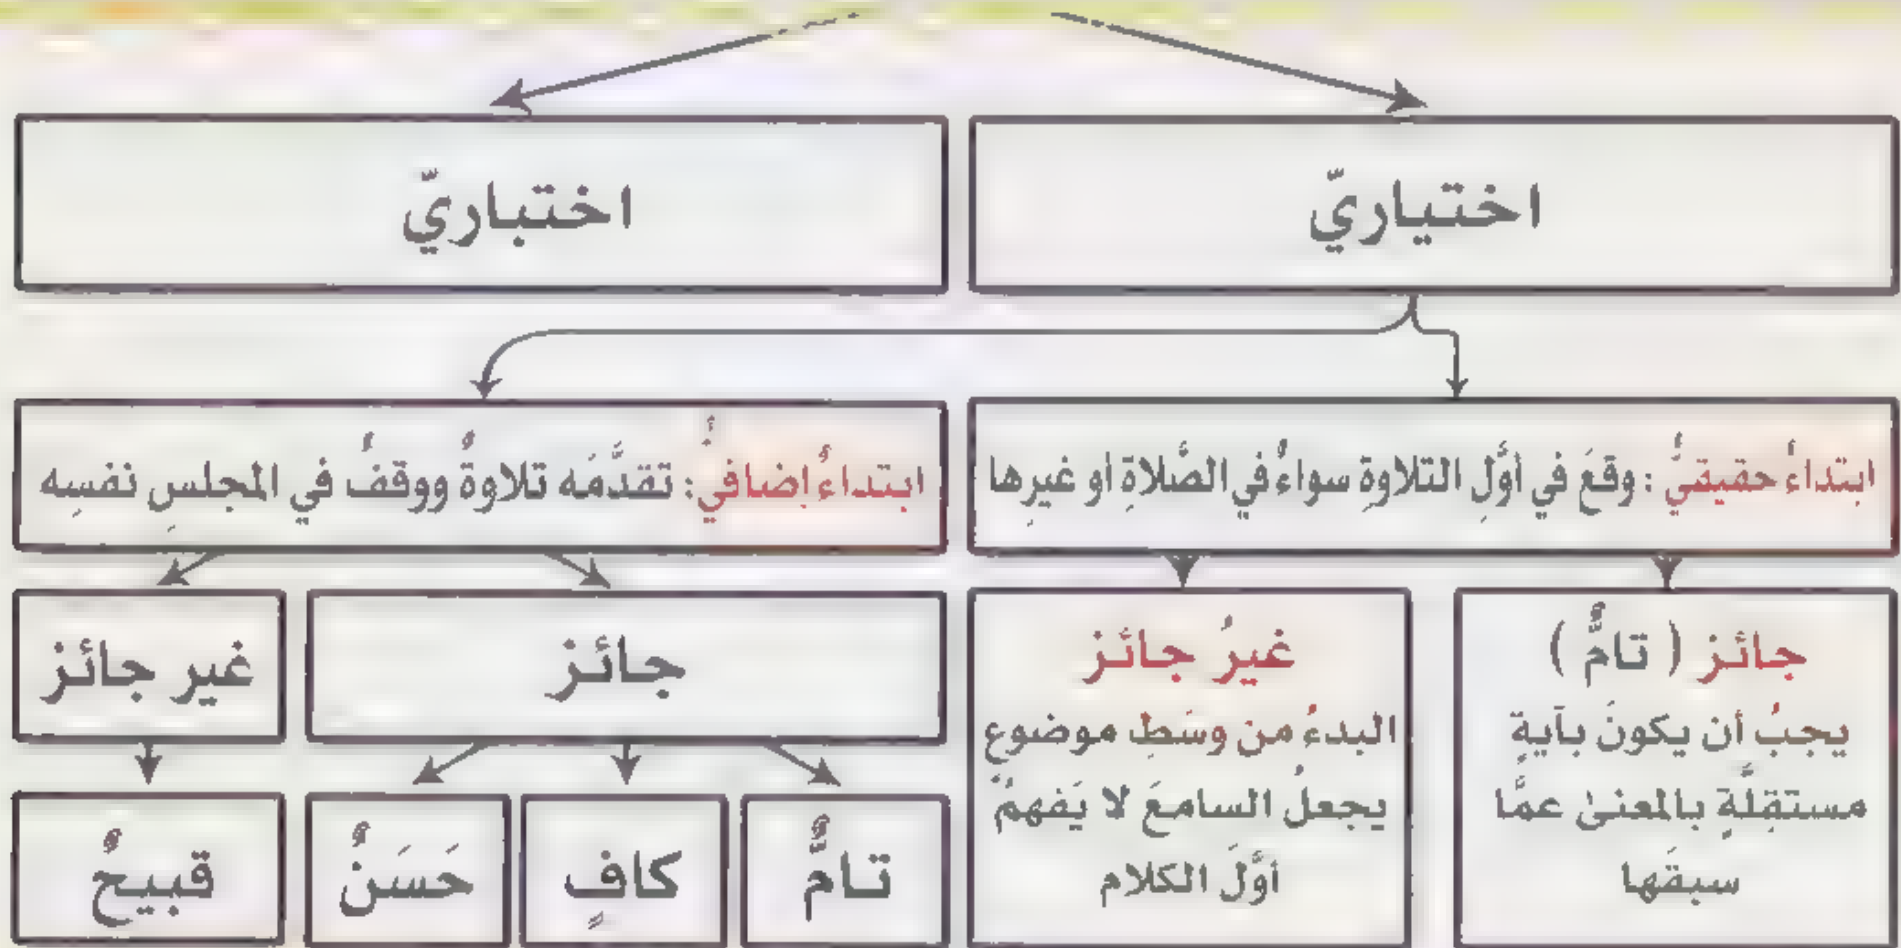 اختياريّ
اختباريّ
ابتداءٌ حقيقيٌّ : وقعَ في أوَّلِ التلاوةِ سواءٌ في الصَّلاةِ أو غيرِها
ابتداءٌ إضافيٌّ : تقدَّمَه تلاوةٌ ووقفٌ في المجلسِ نفسِه
جائز ( تامٌّ )
يجبُ أن يكونَ بآيةٍ
مستقِلَّةٍ بالمعنىٰ عمَّا
سبقَها
غيرُ جائز
البدءُ من وسَطِ موضوعٍ
يجعلُ السامعَ لا يَفهمُ
أوَّلَ الكلام
جائز
غير جائز
تامٌّ
كافٍ
حَسَنٌ
قبيحٌ